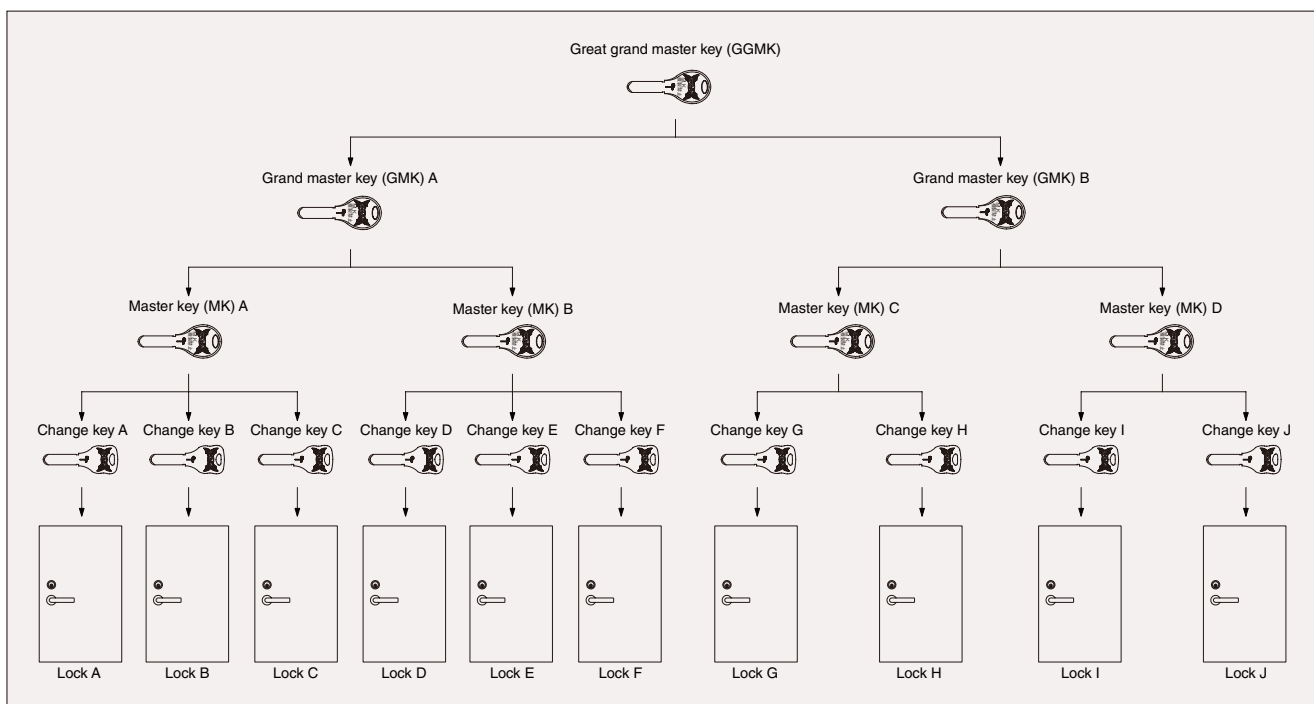 Great grand master key (GGMK)
Grand master key (GMK) A
Grand master key (GMK) B
Master key (MK) A
Master key (MK) B
Master key (MK) C
Master key (MK) D
Change key A
Change key B
Change key C
Change key D
Change key E
Change key F
Change key G
Change key H
Change key I
Change key J
Lock A
Lock B
Lock C
Lock D
Lock E
Lock F
Lock G
Lock H
Lock I
Lock J